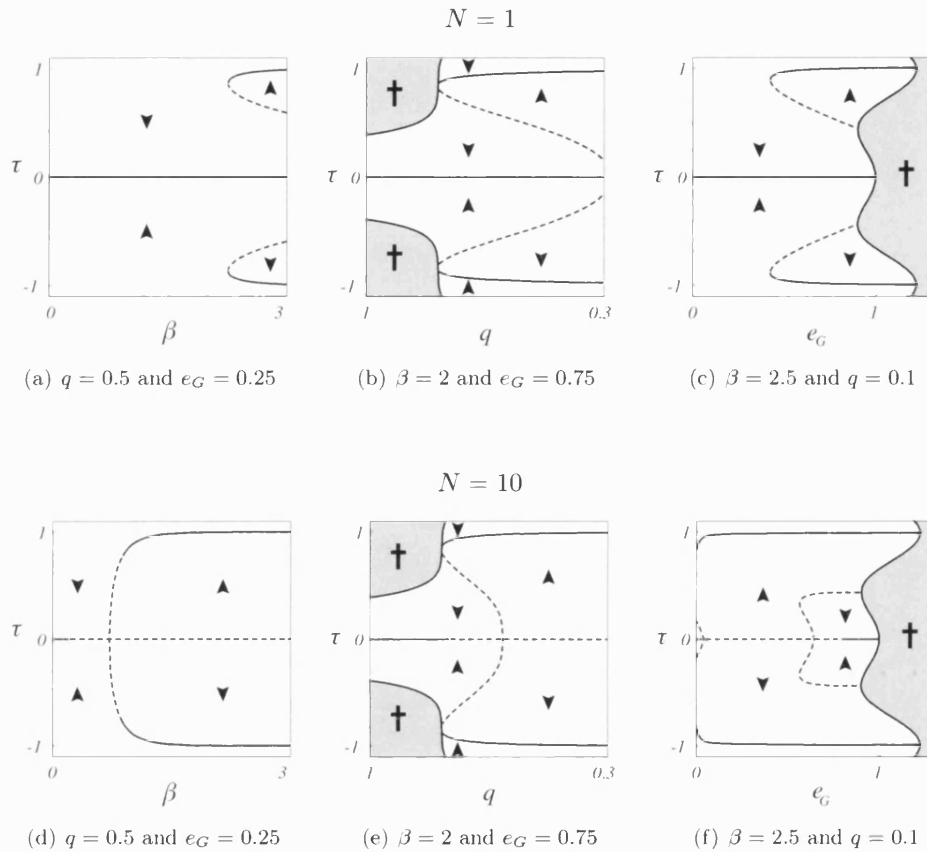 N = 1
1
τ 0
-1
0 3
β
1
τ 0
-1
1 0.3
q
1
τ 0
-1
0 1
e_G
(a) q = 0.5 and e_G = 0.25
(b) β = 2 and e_G = 0.75
(c) β = 2.5 and q = 0.1
N = 10
1
τ 0
-1
0 3
β
1
τ 0
-1
1 0.3
q
1
τ 0
-1
0 1
e_G
(d) q = 0.5 and e_G = 0.25
(e) β = 2 and e_G = 0.75
(f) β = 2.5 and q = 0.1